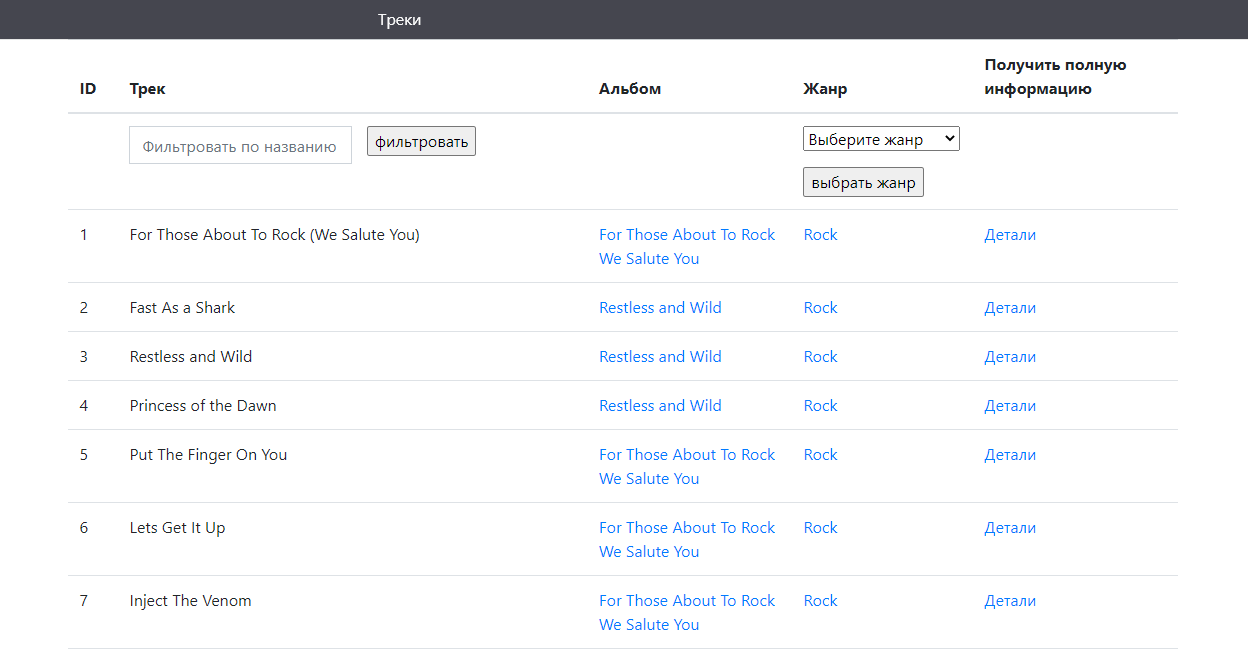 Треки
ID Трек Альбом Жанр Получить полную
информацию
Фильтровать по названию фильтровать Выберите жанр
выбрать жанр
1 For Those About To Rock (We Salute You) For Those About To Rock Rock Детали
We Salute You
2 Fast As a Shark Restless and Wild Rock Детали
3 Restless and Wild Restless and Wild Rock Детали
4 Princess of the Dawn Restless and Wild Rock Детали
5 Put The Finger On You For Those About To Rock Rock Детали
We Salute You
6 Lets Get It Up For Those About To Rock Rock Детали
We Salute You
7 Inject The Venom For Those About To Rock Rock Детали
We Salute You